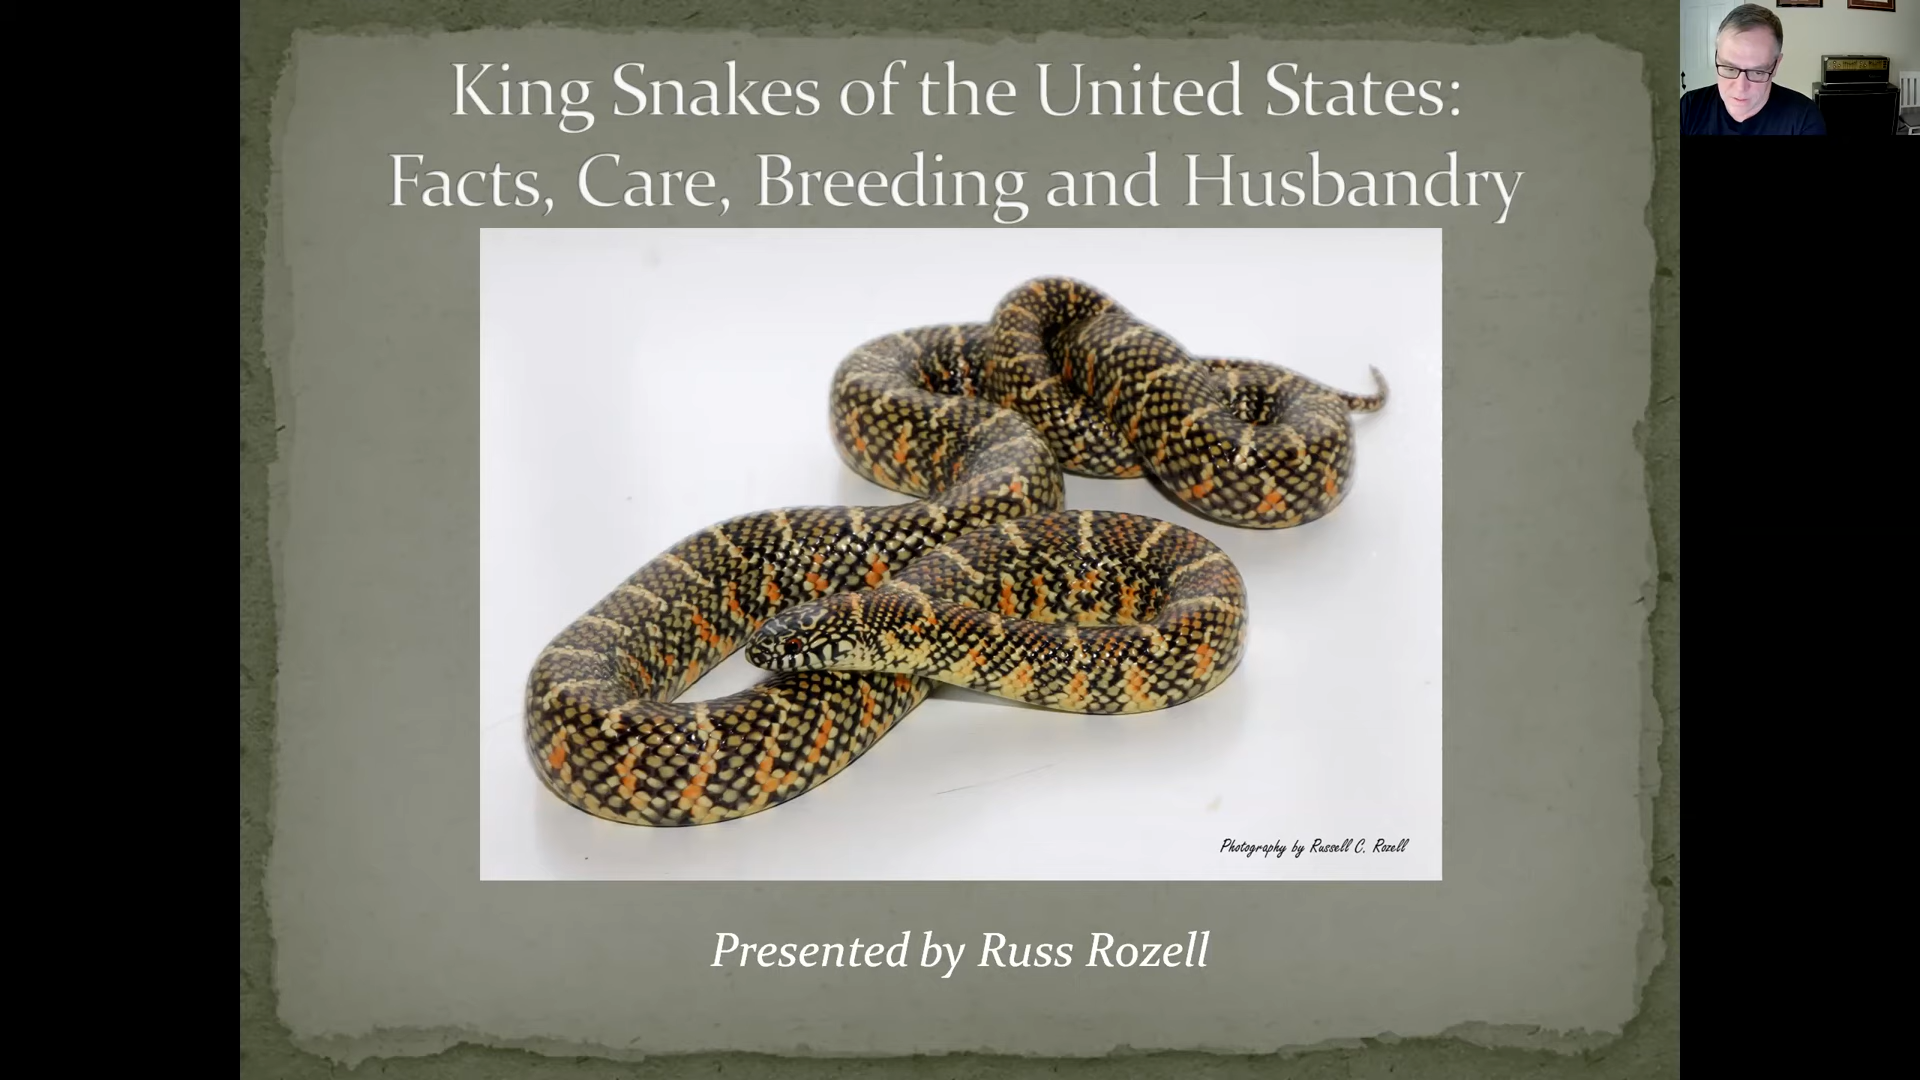 King Snakes of the United States:
Facts, Care, Breeding and Husbandry
Photography by Russell C. Rozell
Presented by Russ Rozell